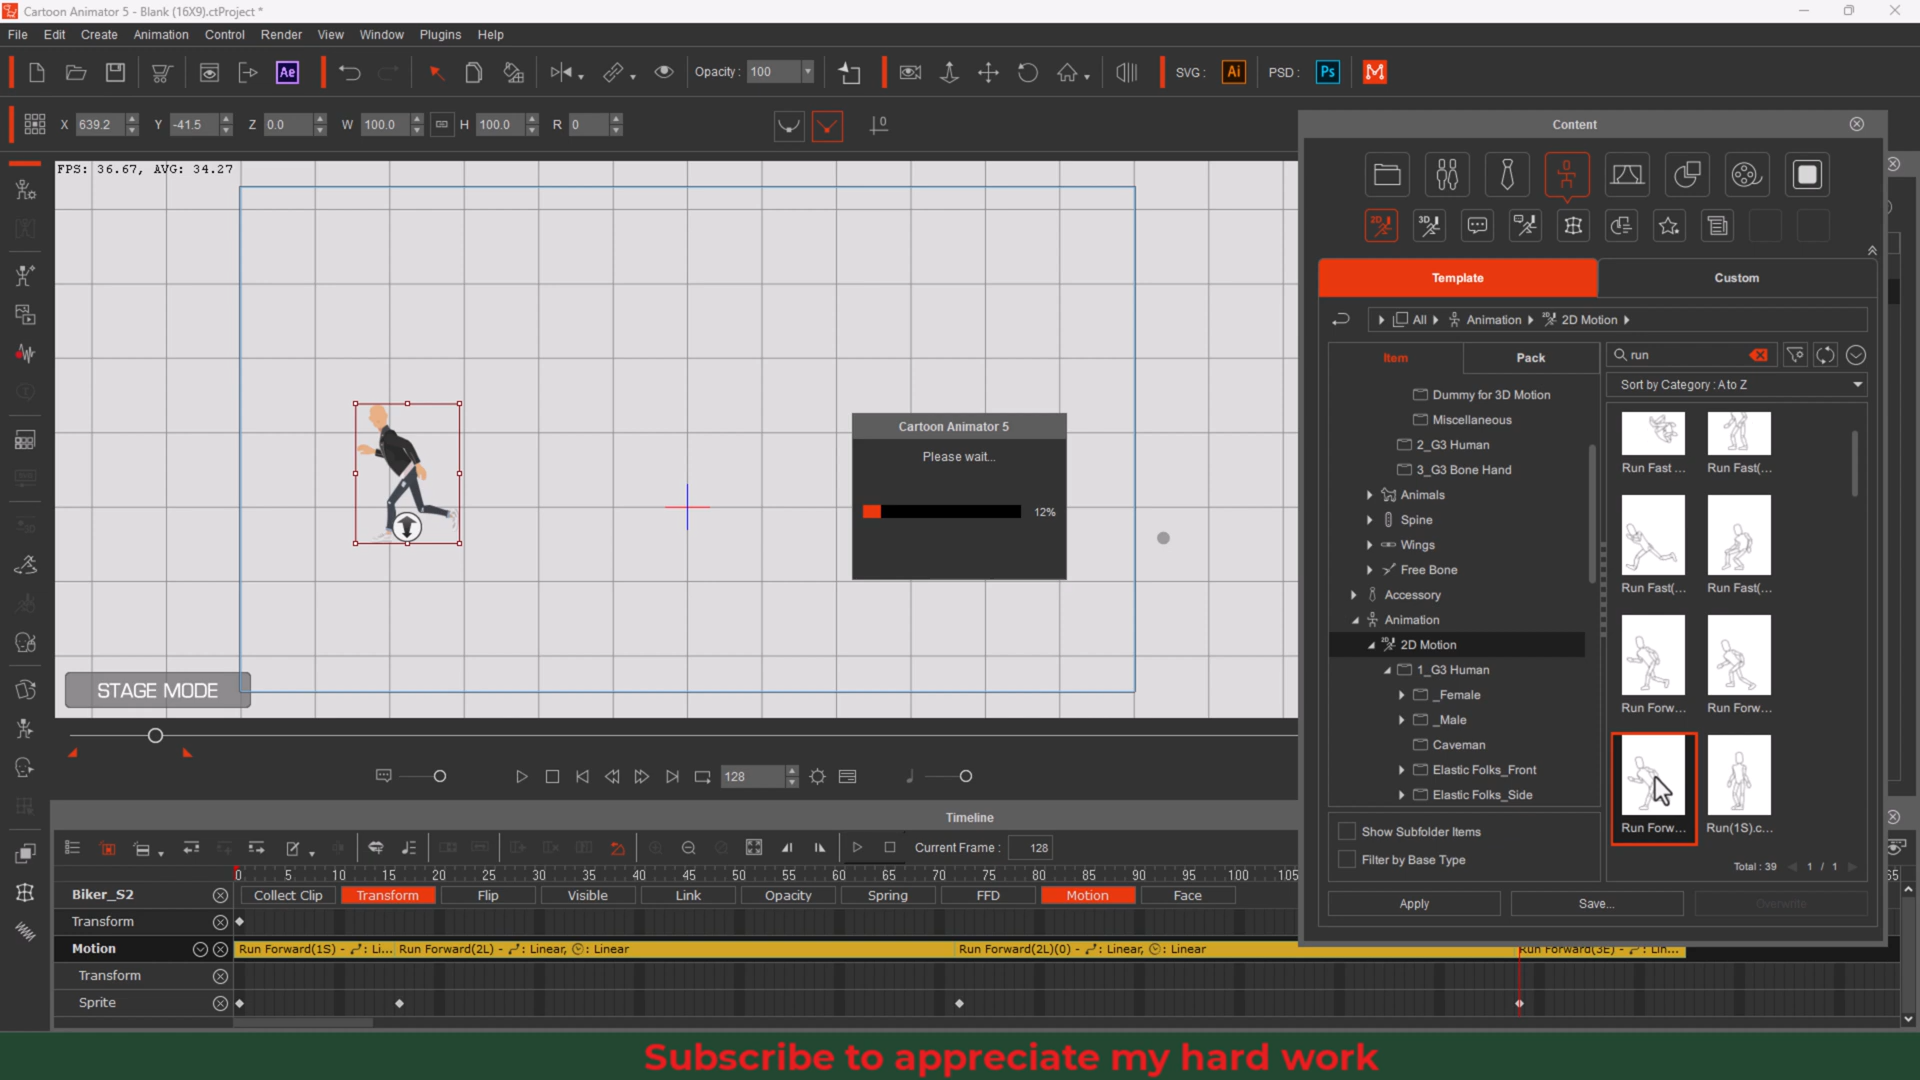 Cartoon Animator 5 - Blank (16X9).ctProject *
File Edit Create Animation Control Render View Window Plugins Help
Ae Opacity : 100 SVG : Ai PSD : Ps
X 639.2 Y -41.5 Z 0.0 W 100.0 H 100.0 R 0
Content
FPS: 36.67, AVG: 34.27
2D 3D
Template Custom
All Animation 2D Motion
Item Pack run
Sort by Category : A to Z
Dummy for 3D Motion
Miscellaneous
2_G3 Human
3_G3 Bone Hand
Animals
Spine
Wings
Free Bone
Accessory
Animation
2D Motion
1_G3 Human
_Female
_Male
Caveman
Elastic Folks_Front
Elastic Folks_Side
Run Fast ... Run Fast(...
Run Fast(... Run Fast(...
Run Forw... Run Forw...
Run Forw... Run(1S).c...
Cartoon Animator 5
Please wait...
12%
STAGE MODE
128
Show Subfolder Items
Filter by Base Type
Total : 39 1 / 1
Apply Save... Overwrite
Timeline
Current Frame : 128
0 5 10 15 20 25 30 35 40 45 50 55 60 65 70 75 80 85 90 95 100 105
Biker_S2 Collect Clip Transform Flip Visible Link Opacity Spring FFD Motion Face
Transform
Motion Run Forward(1S) - : Li... Run Forward(2L) - : Linear, : Linear Run Forward(2L)(0) - : Linear, : Linear Run Forward(3E) - : Lin...
Transform
Sprite
Subscribe to appreciate my hard work